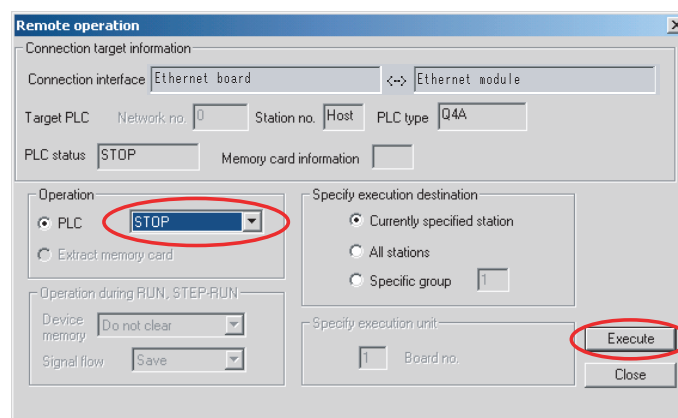 Remote operation
Connection target information
Connection interface Ethernet board <--> Ethernet module
Target PLC Network no. 0 Station no. Host PLC type Q4A
PLC status STOP Memory card information
Operation
PLC STOP
Extract memory card
Specify execution destination
Currently specified station
All stations
Specific group 1
Operation during RUN, STEP-RUN
Device memory Do not clear
Signal flow Save
Specify execution unit
1 Board no.
Execute
Close